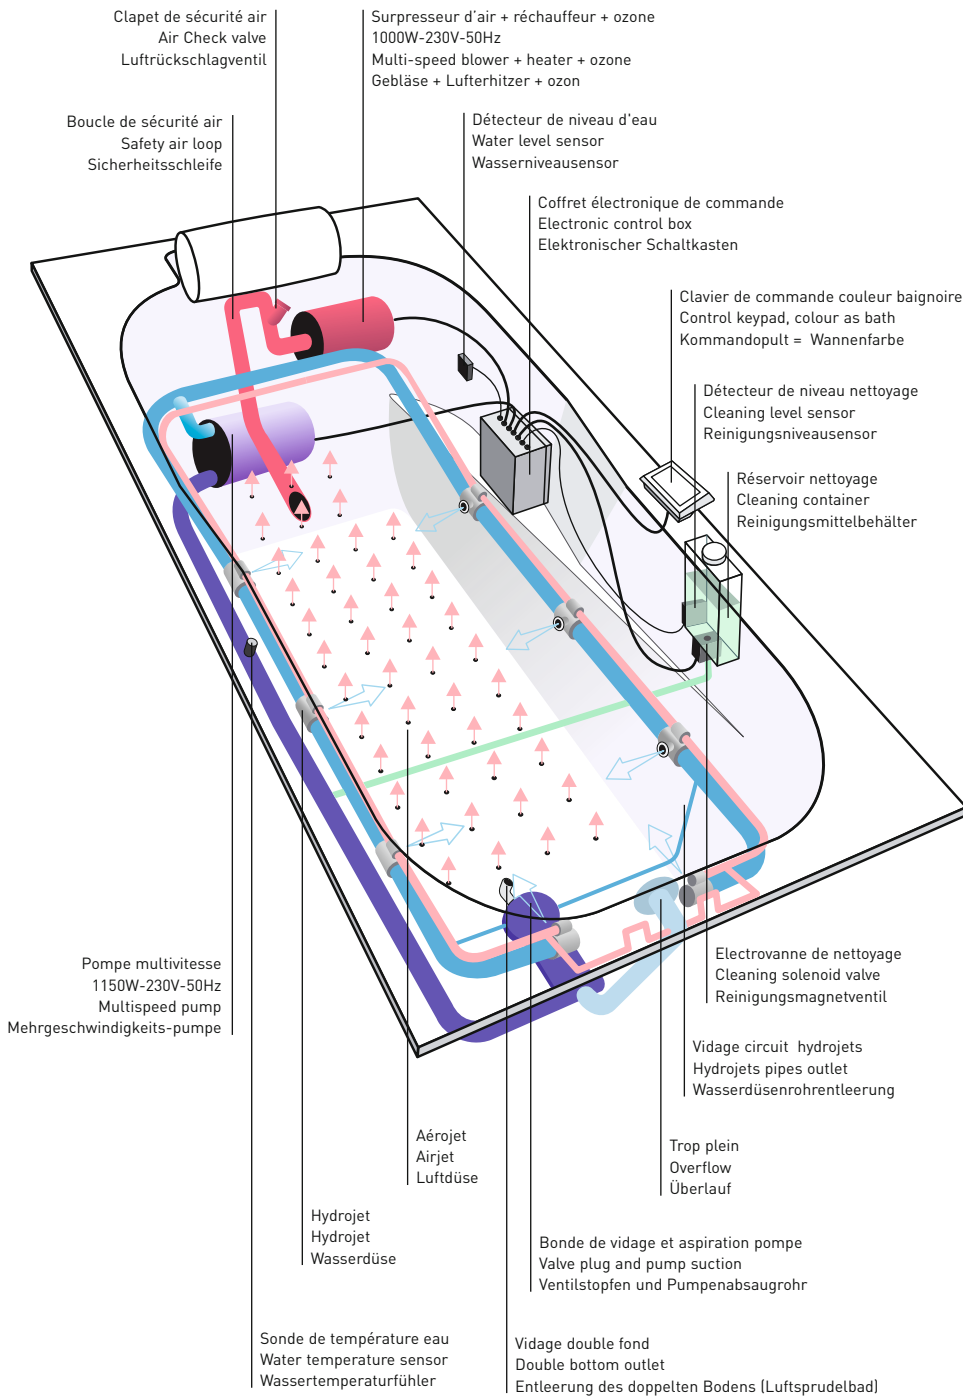 Clapet de sécurité air
Air Check valve
Luftrückschlagventil
Surpresseur d'air + réchauffeur + ozone
1000W-230V-50Hz
Multi-speed blower + heater + ozone
Gebläse + Lufterhitzer + ozon
Boucle de sécurité air
Safety air loop
Sicherheitsschleife
Détecteur de niveau d'eau
Water level sensor
Wasserniveausensor
Coffret électronique de commande
Electronic control box
Elektronischer Schaltkasten
Clavier de commande couleur baignoire
Control keypad, colour as bath
Kommandopult = Wannenfarbe
Détecteur de niveau nettoyage
Cleaning level sensor
Reinigungsniveausensor
Réservoir nettoyage
Cleaning container
Reinigungsmittelbehälter
Pompe multivitesse
1150W-230V-50Hz
Multispeed pump
Mehrgeschwindigkeits-pumpe
Electrovanne de nettoyage
Cleaning solenoid valve
Reinigungsmagnetventil
Vidage circuit hydrojets
Hydrojets pipes outlet
Wasserdüsenrohrentleerung
Aérojet
Airjet
Luftdüse
Trop plein
Overflow
Überlauf
Hydrojet
Hydrojet
Wasserdüse
Bonde de vidage et aspiration pompe
Valve plug and pump suction
Ventilstopfen und Pumpenabsaugrohr
Sonde de température eau
Water temperature sensor
Wassertemperaturfühler
Vidage double fond
Double bottom outlet
Entleerung des doppelten Bodens (Luftsprudelbad)